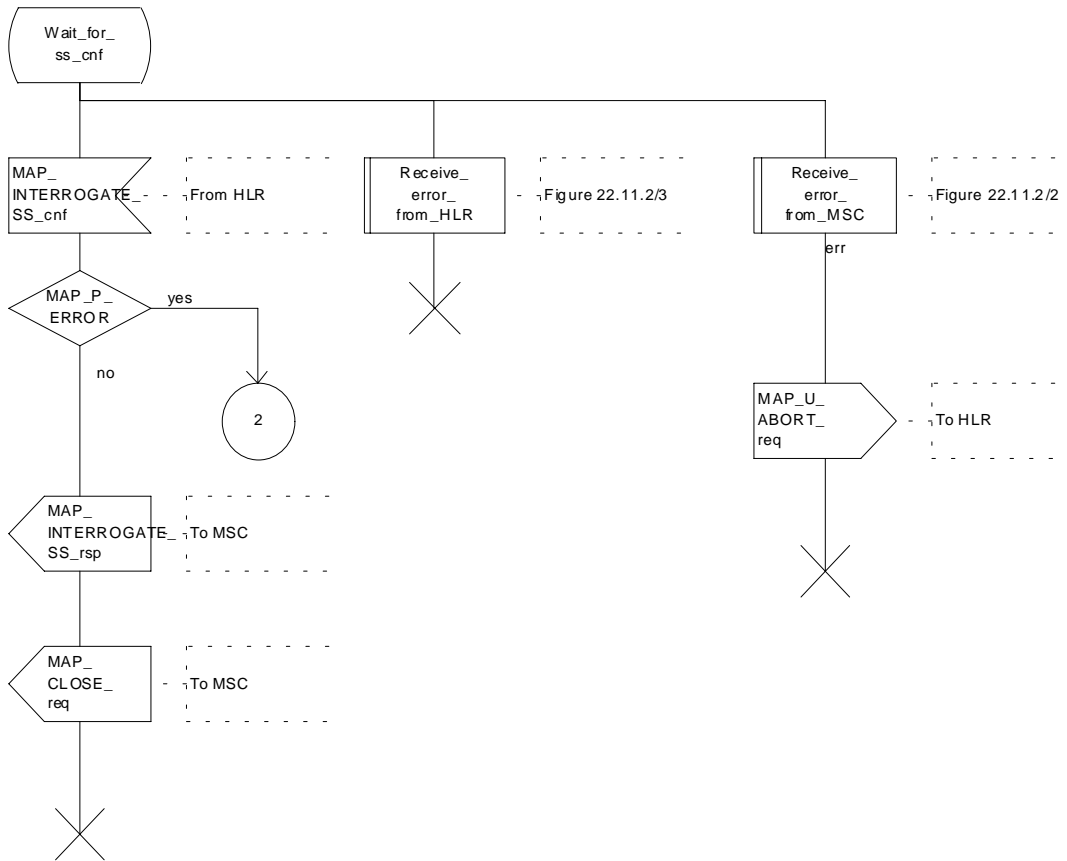 Wait_for_
ss_cnf
MAP_
INTERROGATE_
SS_cnf
From HLR
Receive_
error_
from_HLR
Figure 22.11.2/3
Receive_
error_
from_MSC
Figure 22.11.2/2
err
MAP_P_
ERROR
yes
no
2
MAP_U_
ABORT_
req
To HLR
MAP_
INTERROGATE_
SS_rsp
To MSC
MAP_
CLOSE_
req
To MSC